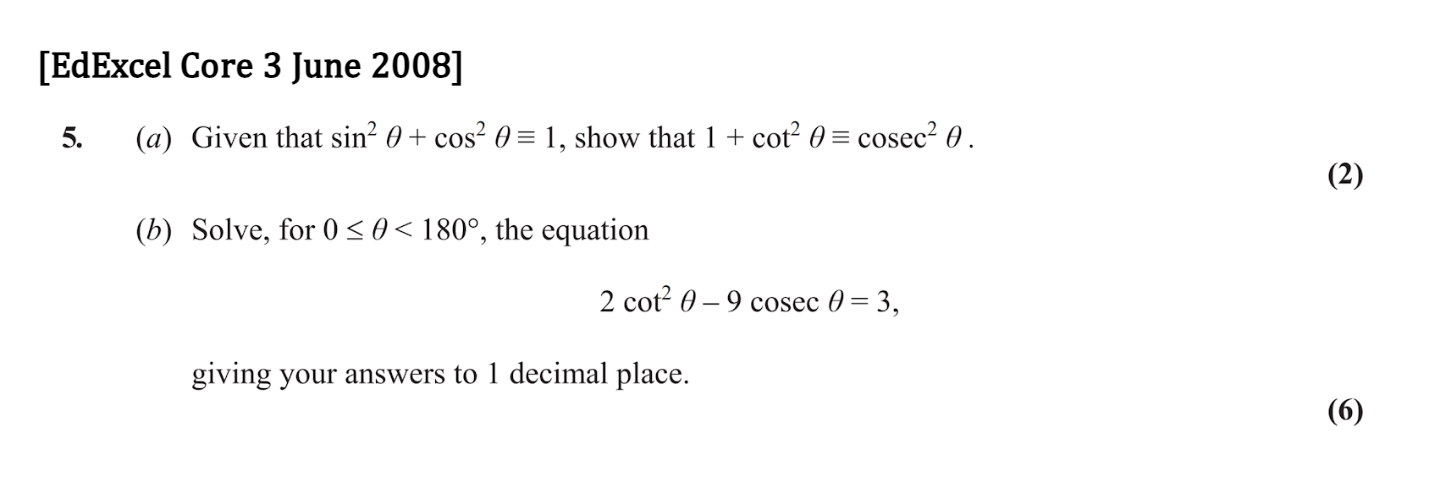 [EdExcel Core 3 June 2008]
5. (a) Given that sin² θ + cos² θ ≡ 1, show that 1 + cot² θ ≡ cosec² θ .
(2)
(b) Solve, for 0 ≤ θ < 180°, the equation
2 cot² θ – 9 cosec θ = 3,
giving your answers to 1 decimal place.
(6)